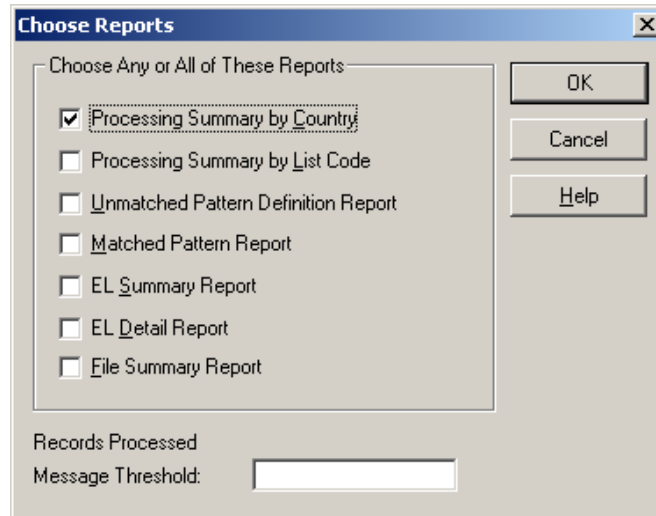 Choose Reports
Choose Any or All of These Reports
Processing Summary by Country
Processing Summary by List Code
Unmatched Pattern Definition Report
Matched Pattern Report
EL Summary Report
EL Detail Report
File Summary Report
OK
Cancel
Help
Records Processed
Message Threshold: